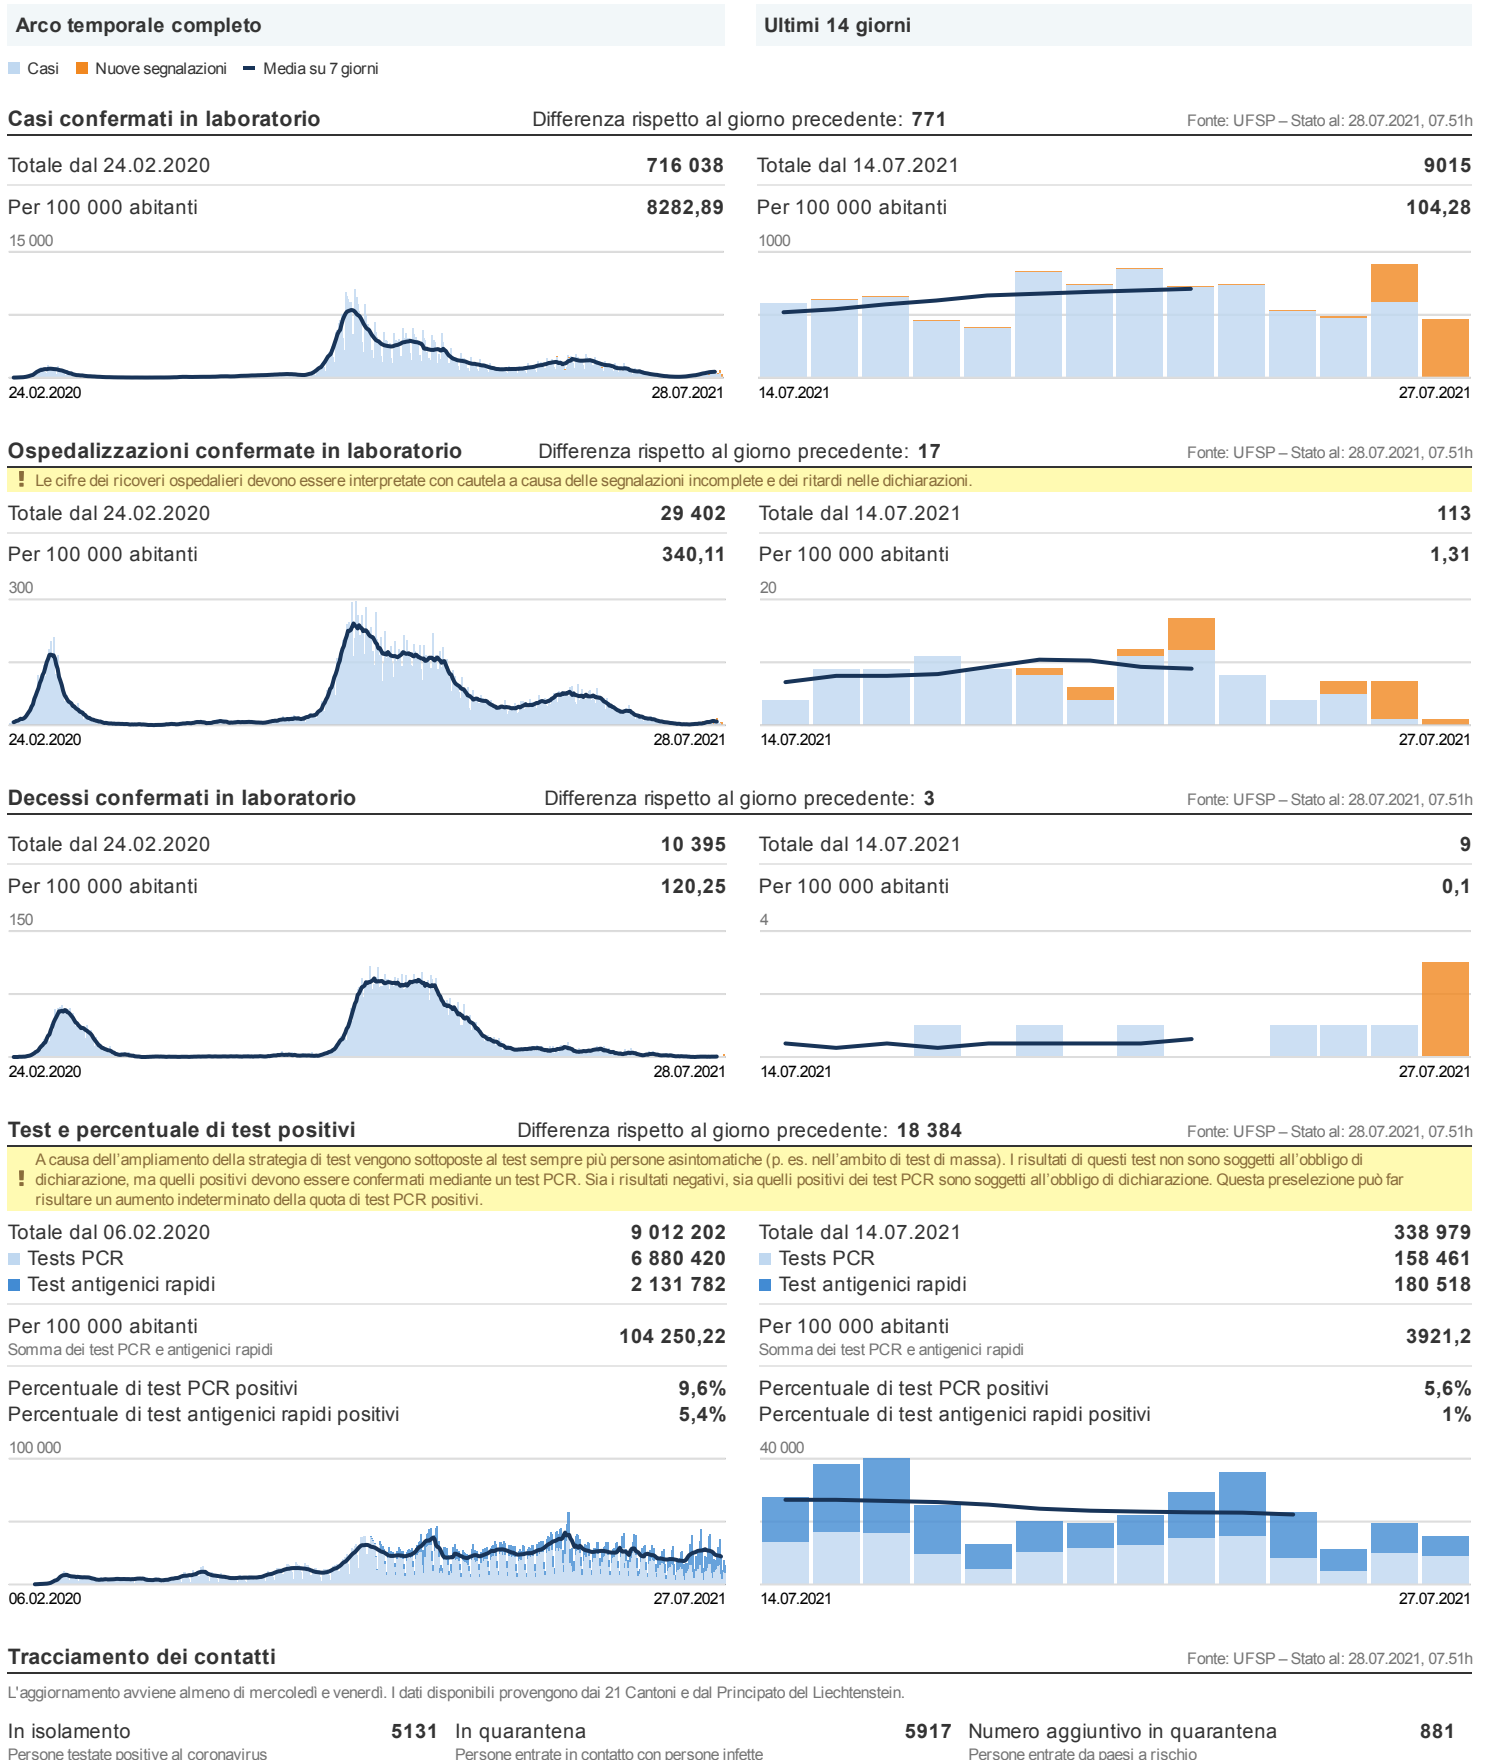 Arco temporale completo
Ultimi 14 giorni
Casi Nuove segnalazioni Media su 7 giorni
Casi confermati in laboratorio Differenza rispetto al giorno precedente: 771 Fonte: UFSP – Stato al: 28.07.2021, 07.51h
Totale dal 24.02.2020 716 038
Per 100 000 abitanti 8282,89
15 000
24.02.2020 28.07.2021
Totale dal 14.07.2021 9015
Per 100 000 abitanti 104,28
1000
14.07.2021 27.07.2021
Ospedalizzazioni confermate in laboratorio Differenza rispetto al giorno precedente: 17 Fonte: UFSP – Stato al: 28.07.2021, 07.51h
! Le cifre dei ricoveri ospedalieri devono essere interpretate con cautela a causa delle segnalazioni incomplete e dei ritardi nelle dichiarazioni.
Totale dal 24.02.2020 29 402
Per 100 000 abitanti 340,11
300
24.02.2020 28.07.2021
Totale dal 14.07.2021 113
Per 100 000 abitanti 1,31
20
14.07.2021 27.07.2021
Decessi confermati in laboratorio Differenza rispetto al giorno precedente: 3 Fonte: UFSP – Stato al: 28.07.2021, 07.51h
Totale dal 24.02.2020 10 395
Per 100 000 abitanti 120,25
150
24.02.2020 28.07.2021
Totale dal 14.07.2021 9
Per 100 000 abitanti 0,1
4
14.07.2021 27.07.2021
Test e percentuale di test positivi Differenza rispetto al giorno precedente: 18 384 Fonte: UFSP – Stato al: 28.07.2021, 07.51h
A causa dell'ampliamento della strategia di test vengono sottoposte al test sempre più persone asintomatiche (p. es. nell'ambito di test di massa). I risultati di questi test non sono soggetti all'obbligo di
! dichiarazione, ma quelli positivi devono essere confermati mediante un test PCR. Sia i risultati negativi, sia quelli positivi dei test PCR sono soggetti all'obbligo di dichiarazione. Questa preselezione può far
risultare un aumento indeterminato della quota di test PCR positivi.
Totale dal 06.02.2020 9 012 202
Tests PCR 6 880 420
Test antigenici rapidi 2 131 782
Per 100 000 abitanti 104 250,22
Somma dei test PCR e antigenici rapidi
Percentuale di test PCR positivi 9,6%
Percentuale di test antigenici rapidi positivi 5,4%
100 000
06.02.2020 27.07.2021
Totale dal 14.07.2021 338 979
Tests PCR 158 461
Test antigenici rapidi 180 518
Per 100 000 abitanti 3921,2
Somma dei test PCR e antigenici rapidi
Percentuale di test PCR positivi 5,6%
Percentuale di test antigenici rapidi positivi 1%
40 000
14.07.2021 27.07.2021
Tracciamento dei contatti Fonte: UFSP – Stato al: 28.07.2021, 07.51h
L'aggiornamento avviene almeno di mercoledì e venerdì. I dati disponibili provengono dai 21 Cantoni e dal Principato del Liechtenstein.
In isolamento 5131
Persone testate positive al coronavirus
In quarantena 5917
Persone entrate in contatto con persone infette
Numero aggiuntivo in quarantena 881
Persone entrate da paesi a rischio